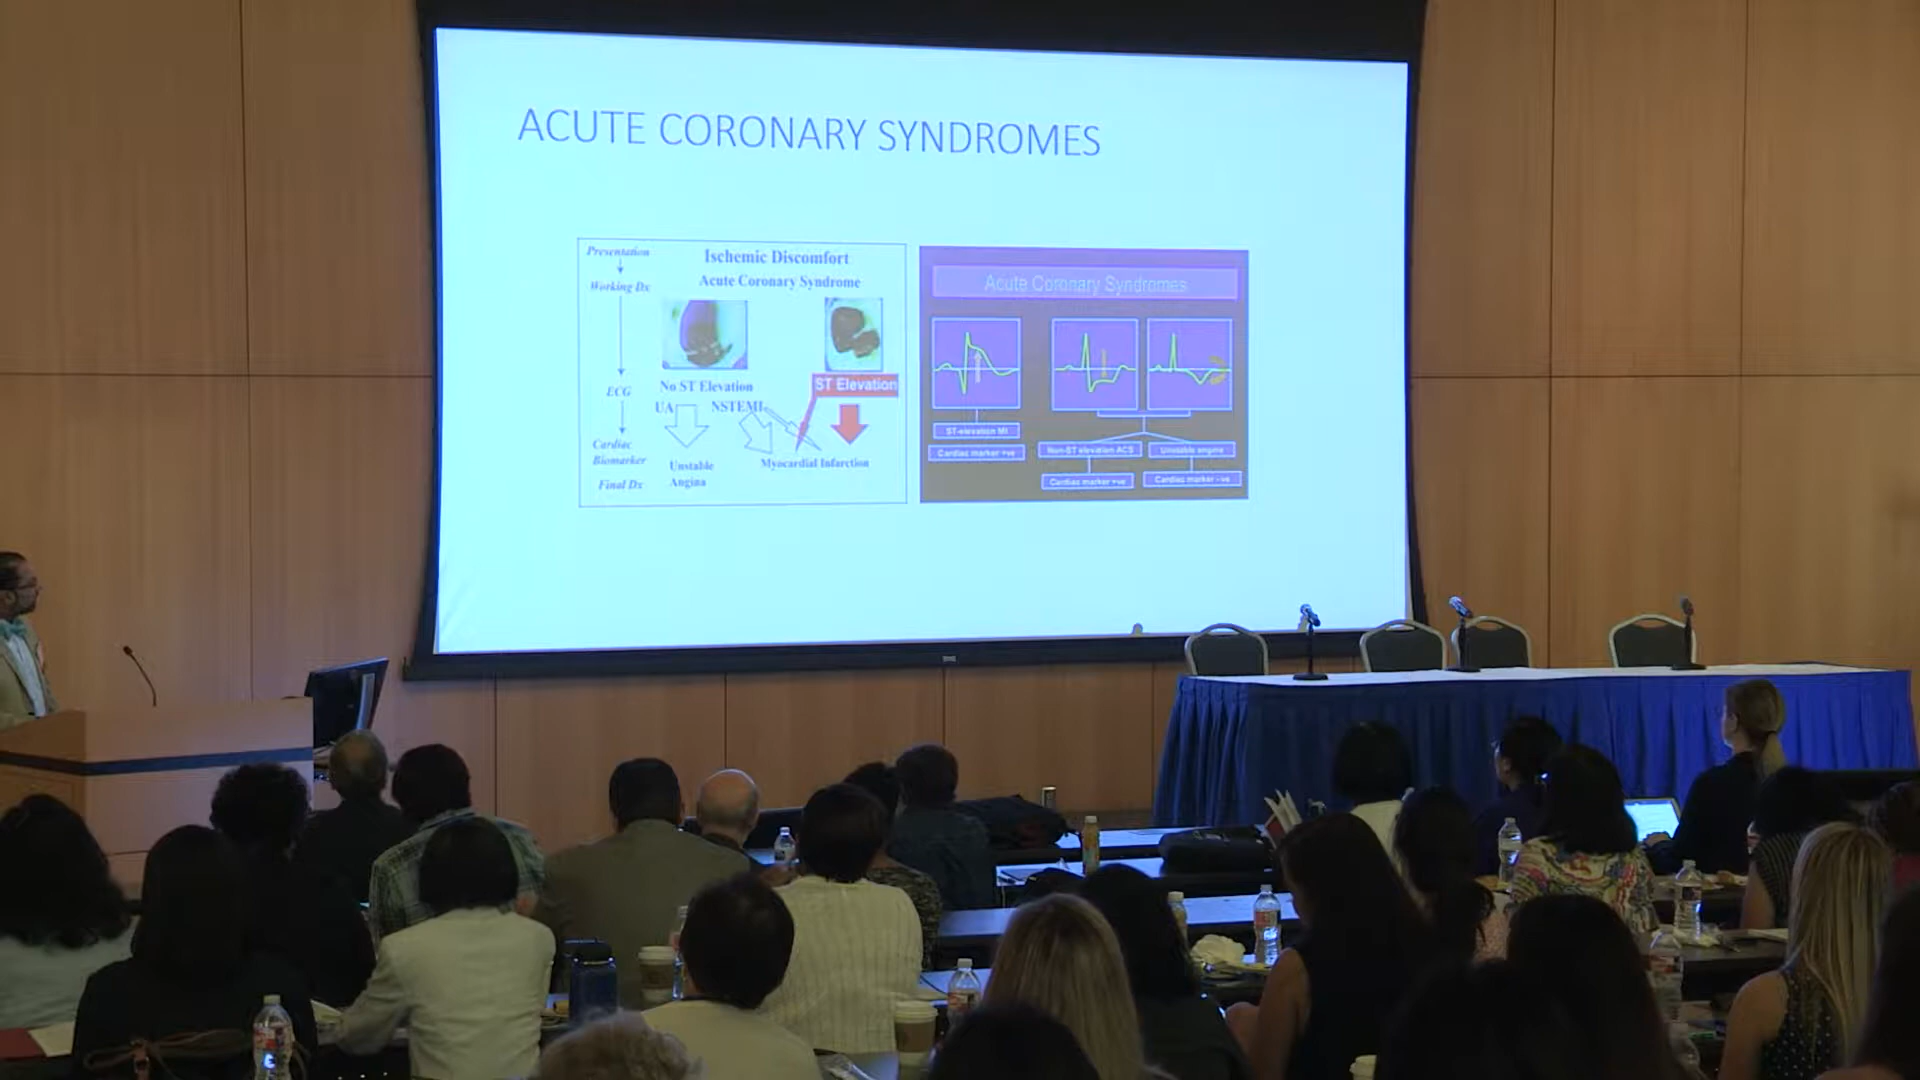 ACUTE CORONARY SYNDROMES
Presentation
Working Dx
ECG
Cardiac
Biomarker
Final Dx
Ischemic Discomfort
Acute Coronary Syndrome
No ST Elevation
ST Elevation
UA
NSTEMI
Unstable
Angina
Myocardial Infarction
Acute Coronary Syndromes
ST-elevation MI
Cardiac marker +ve
Non-ST elevation ACS
Unstable angina
Cardiac marker +ve
Cardiac marker -ve